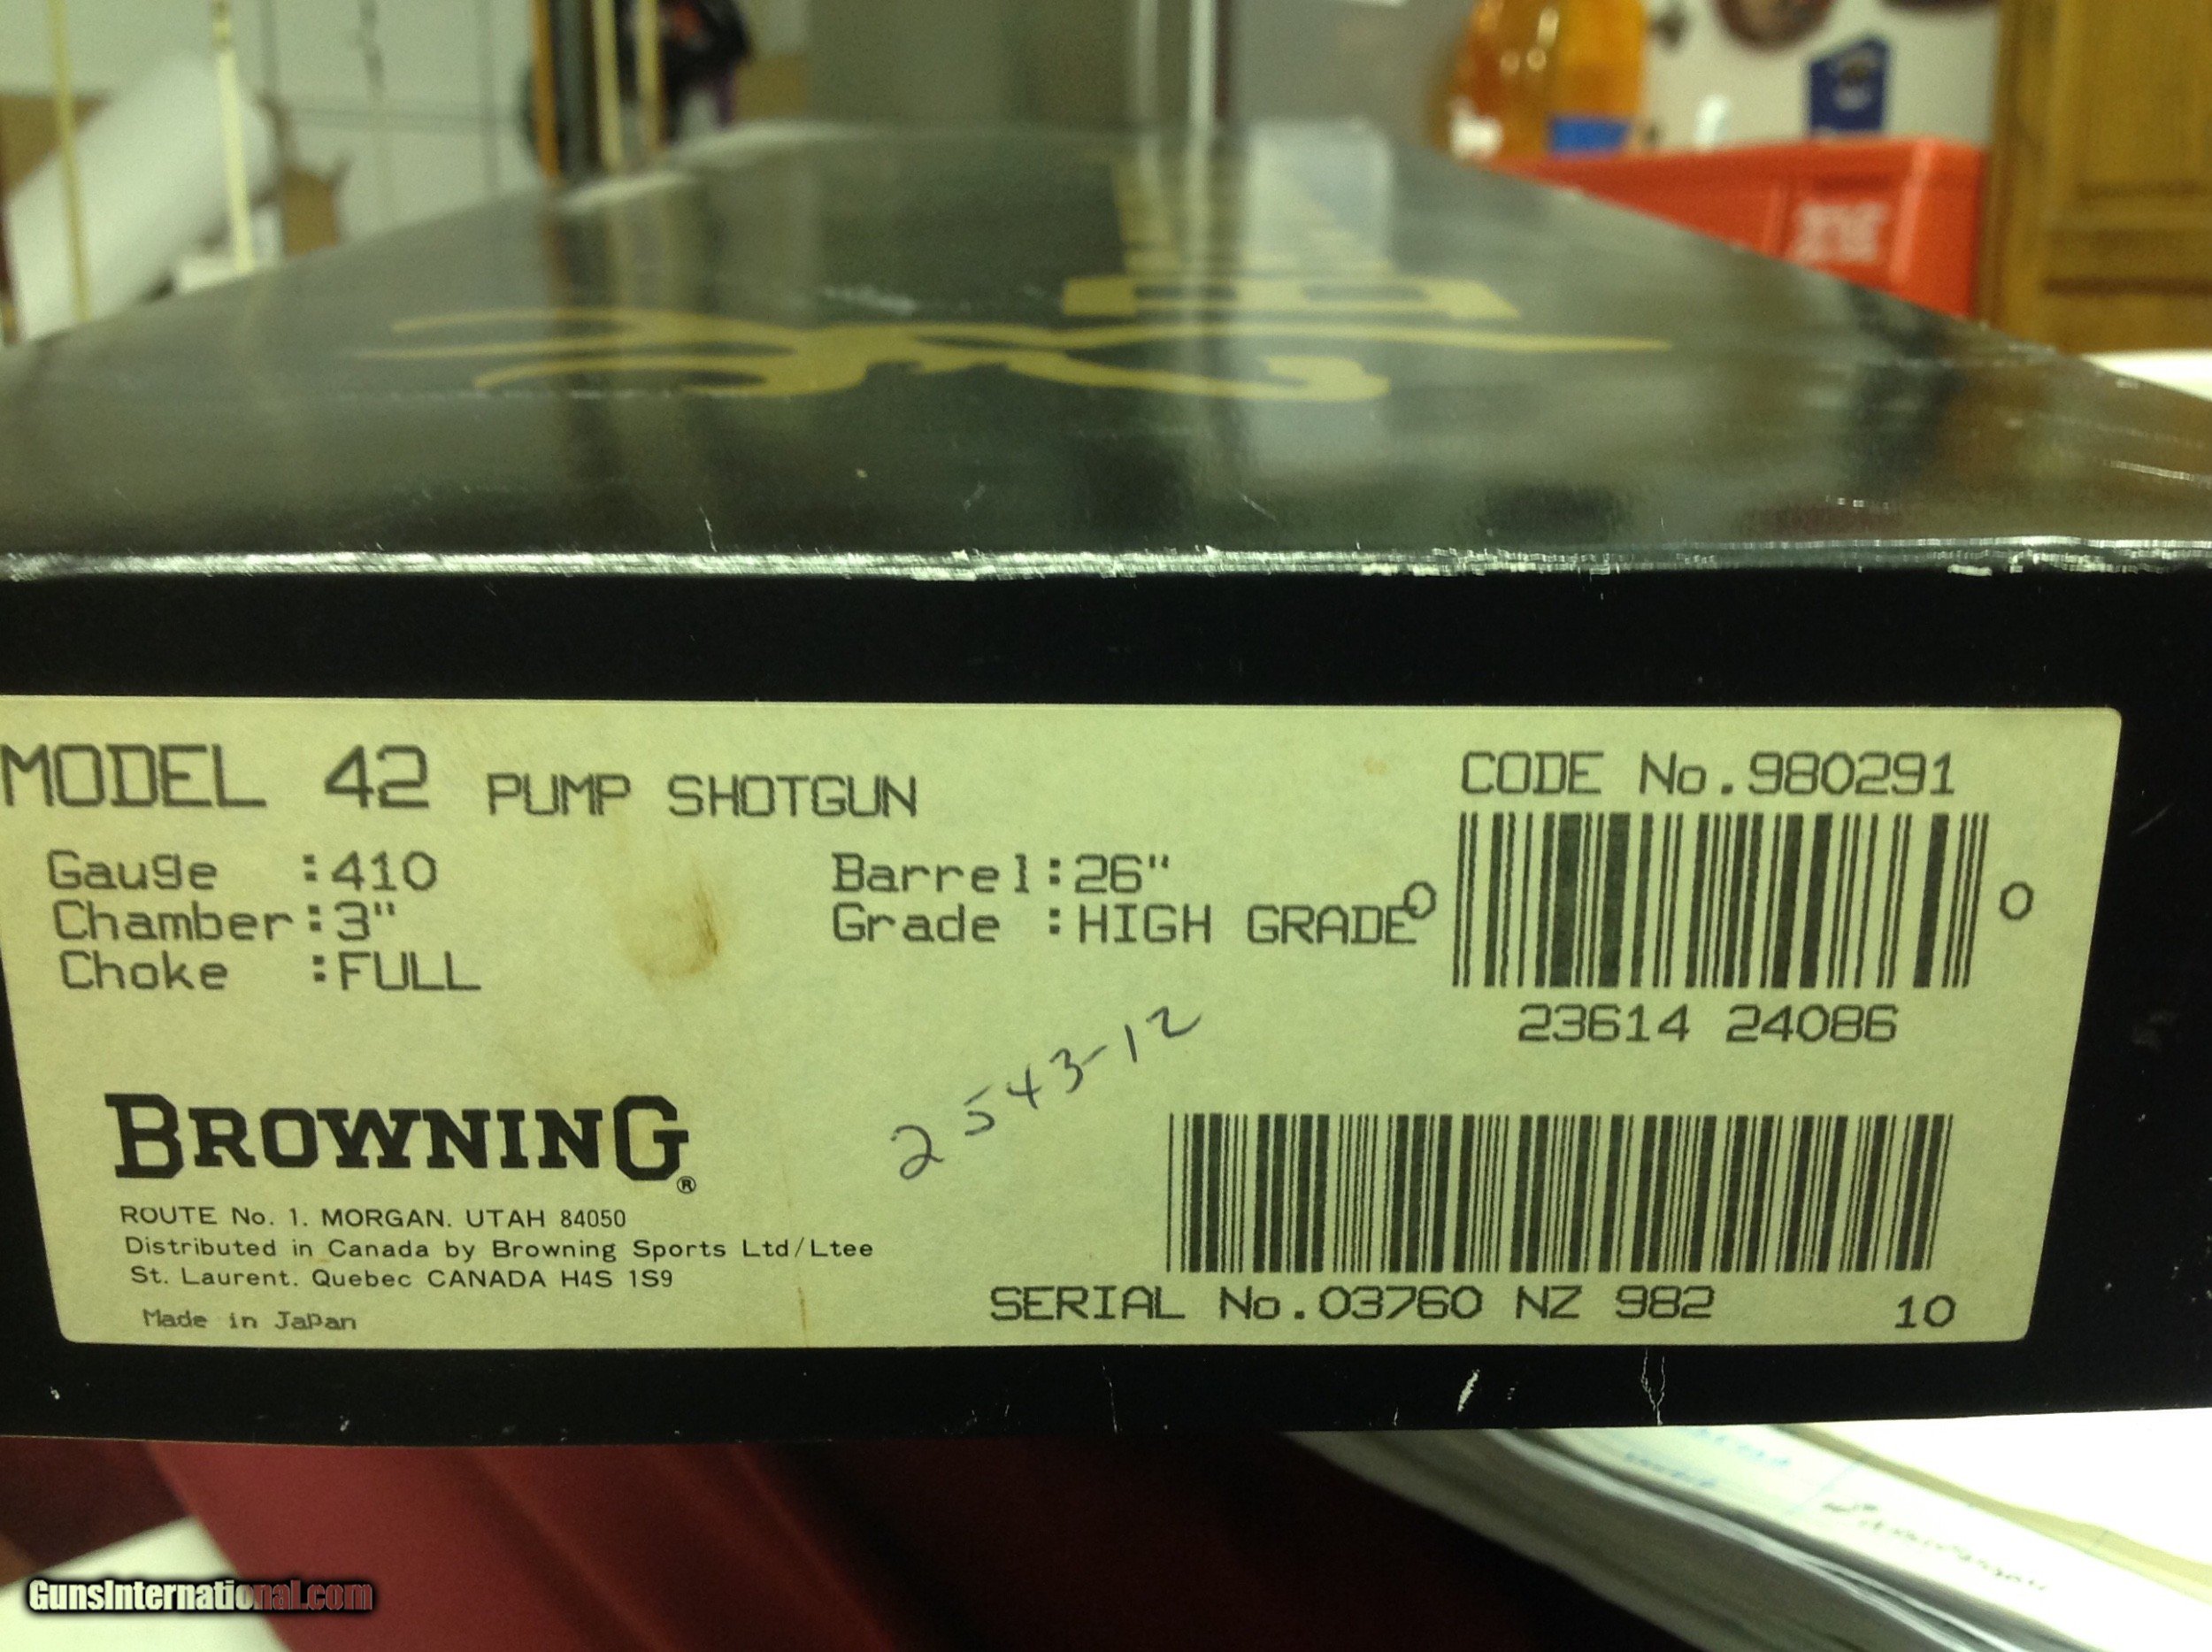 MODEL 42 PUMP SHOTGUN
CODE No.980291
Gauge :410
Barrel:26"
Chamber:3"
Grade :HIGH GRADE
Choke :FULL
0 0
23614 24086
2543-12
BROWNING®
ROUTE No. 1. MORGAN. UTAH 84050
Distributed in Canada by Browning Sports Ltd/Ltee
St. Laurent. Quebec CANADA H4S 1S9
Made in Japan
SERIAL No.03760 NZ 982 10
GunsInternational.com